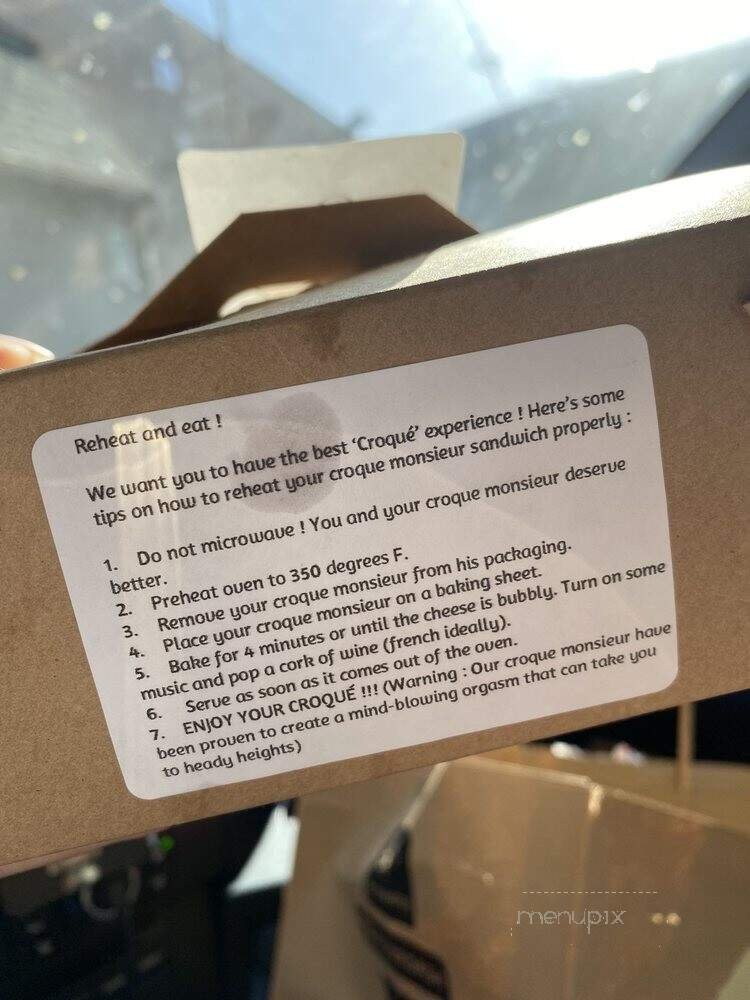 Reheat and eat !
We want you to have the best ‘Croqué’ experience ! Here’s some
tips on how to reheat your croque monsieur sandwich properly :
1. Do not microwave ! You and your croque monsieur deserve
better.
2. Preheat oven to 350 degrees F.
3. Remove your croque monsieur from his packaging.
4. Place your croque monsieur on a baking sheet.
5. Bake for 4 minutes or until the cheese is bubbly. Turn on some
music and pop a cork of wine (french ideally).
6. Serve as soon as it comes out of the oven.
7. ENJOY YOUR CROQUÉ !!! (Warning : Our croque monsieur have
been proven to create a mind-blowing orgasm that can take you
to heady heights)
menupix